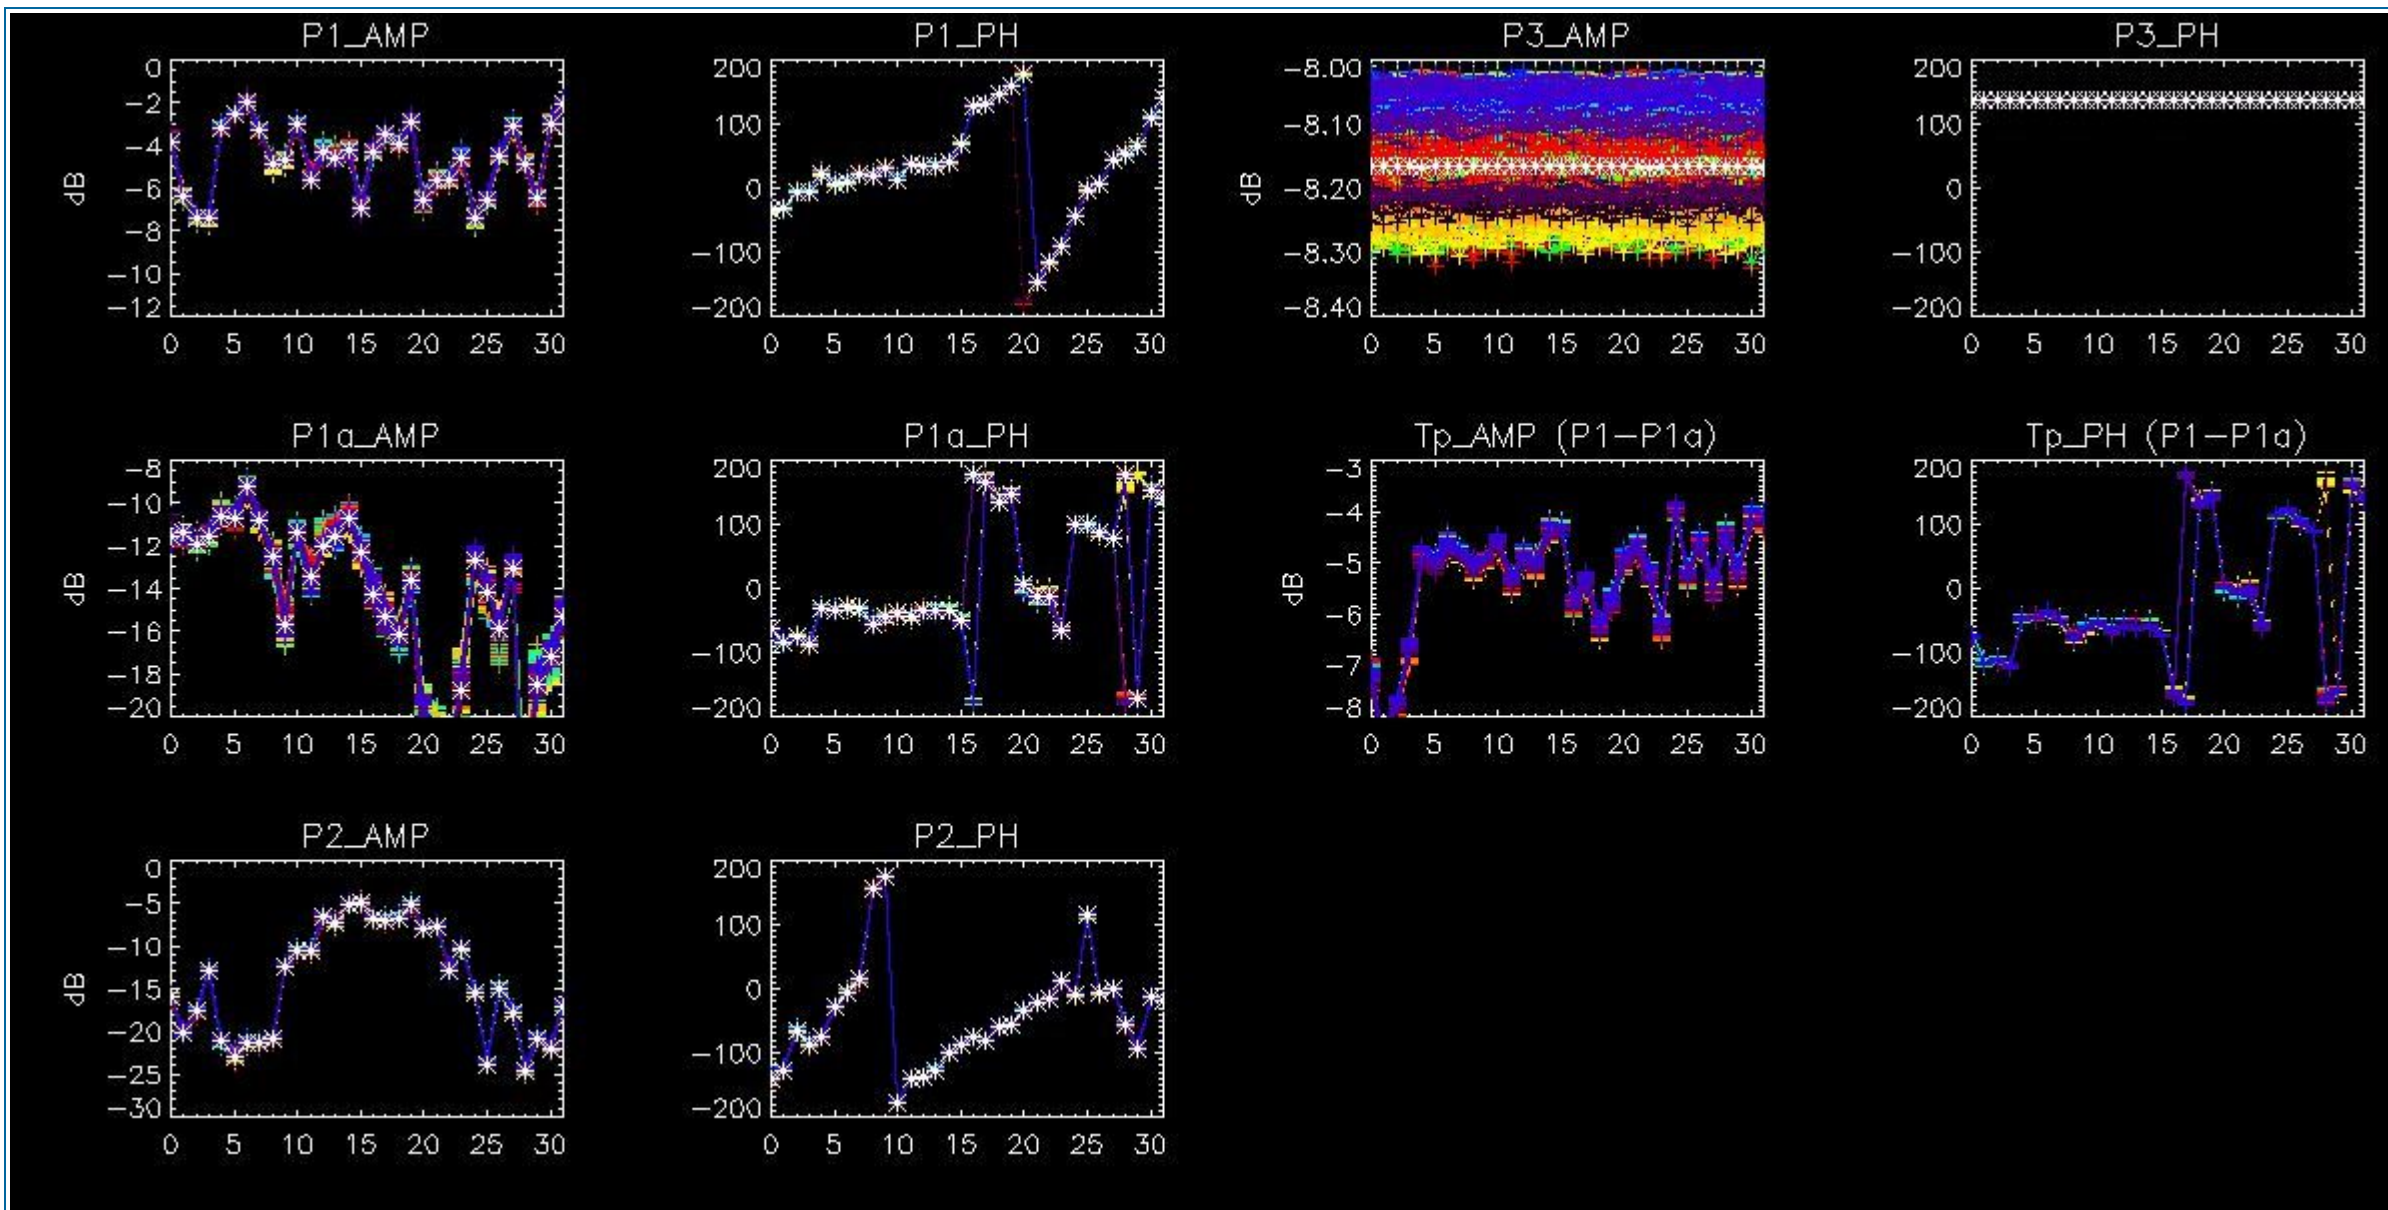 P1_AMP
0
−2
−4
−6
−8
−10
−12
dB
0 5 10 15 20 25 30
P1_PH
200
100
0
−100
−200
0 5 10 15 20 25 30
P3_AMP
−8.00
−8.10
−8.20
−8.30
−8.40
dB
0 5 10 15 20 25 30
P3_PH
200
100
0
−100
−200
0 5 10 15 20 25 30
P1a_AMP
−8
−10
−12
−14
−16
−18
−20
dB
0 5 10 15 20 25 30
P1a_PH
200
100
0
−100
−200
0 5 10 15 20 25 30
Tp_AMP (P1−P1a)
−3
−4
−5
−6
−7
−8
dB
0 5 10 15 20 25 30
Tp_PH (P1−P1a)
200
100
0
−100
−200
0 5 10 15 20 25 30
P2_AMP
0
−5
−10
−15
−20
−25
−30
dB
0 5 10 15 20 25 30
P2_PH
200
100
0
−100
−200
0 5 10 15 20 25 30